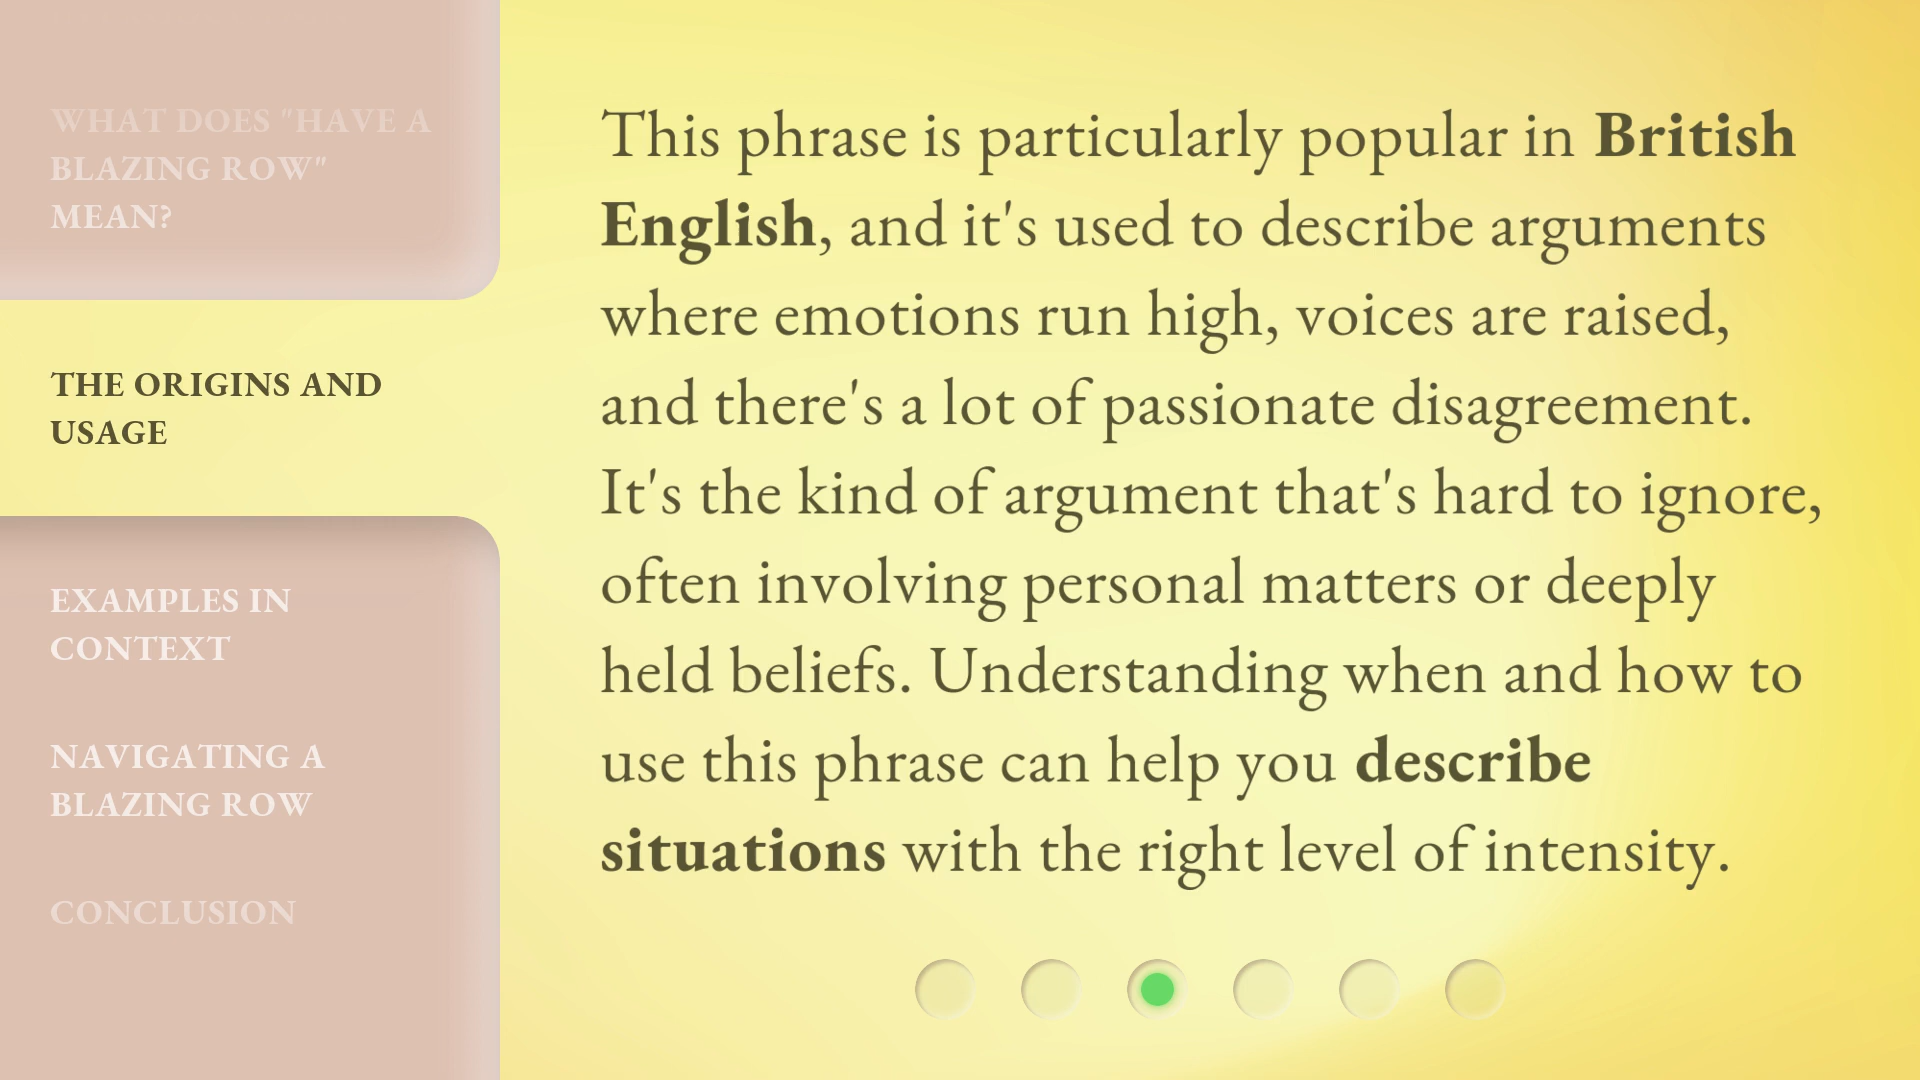 WHAT DOES "HAVE A
BLAZING ROW"
MEAN?
THE ORIGINS AND
USAGE
EXAMPLES IN
CONTEXT
NAVIGATING A
BLAZING ROW
CONCLUSION
This phrase is particularly popular in British
English, and it's used to describe arguments
where emotions run high, voices are raised,
and there's a lot of passionate disagreement.
It's the kind of argument that's hard to ignore,
often involving personal matters or deeply
held beliefs. Understanding when and how to
use this phrase can help you describe
situations with the right level of intensity.